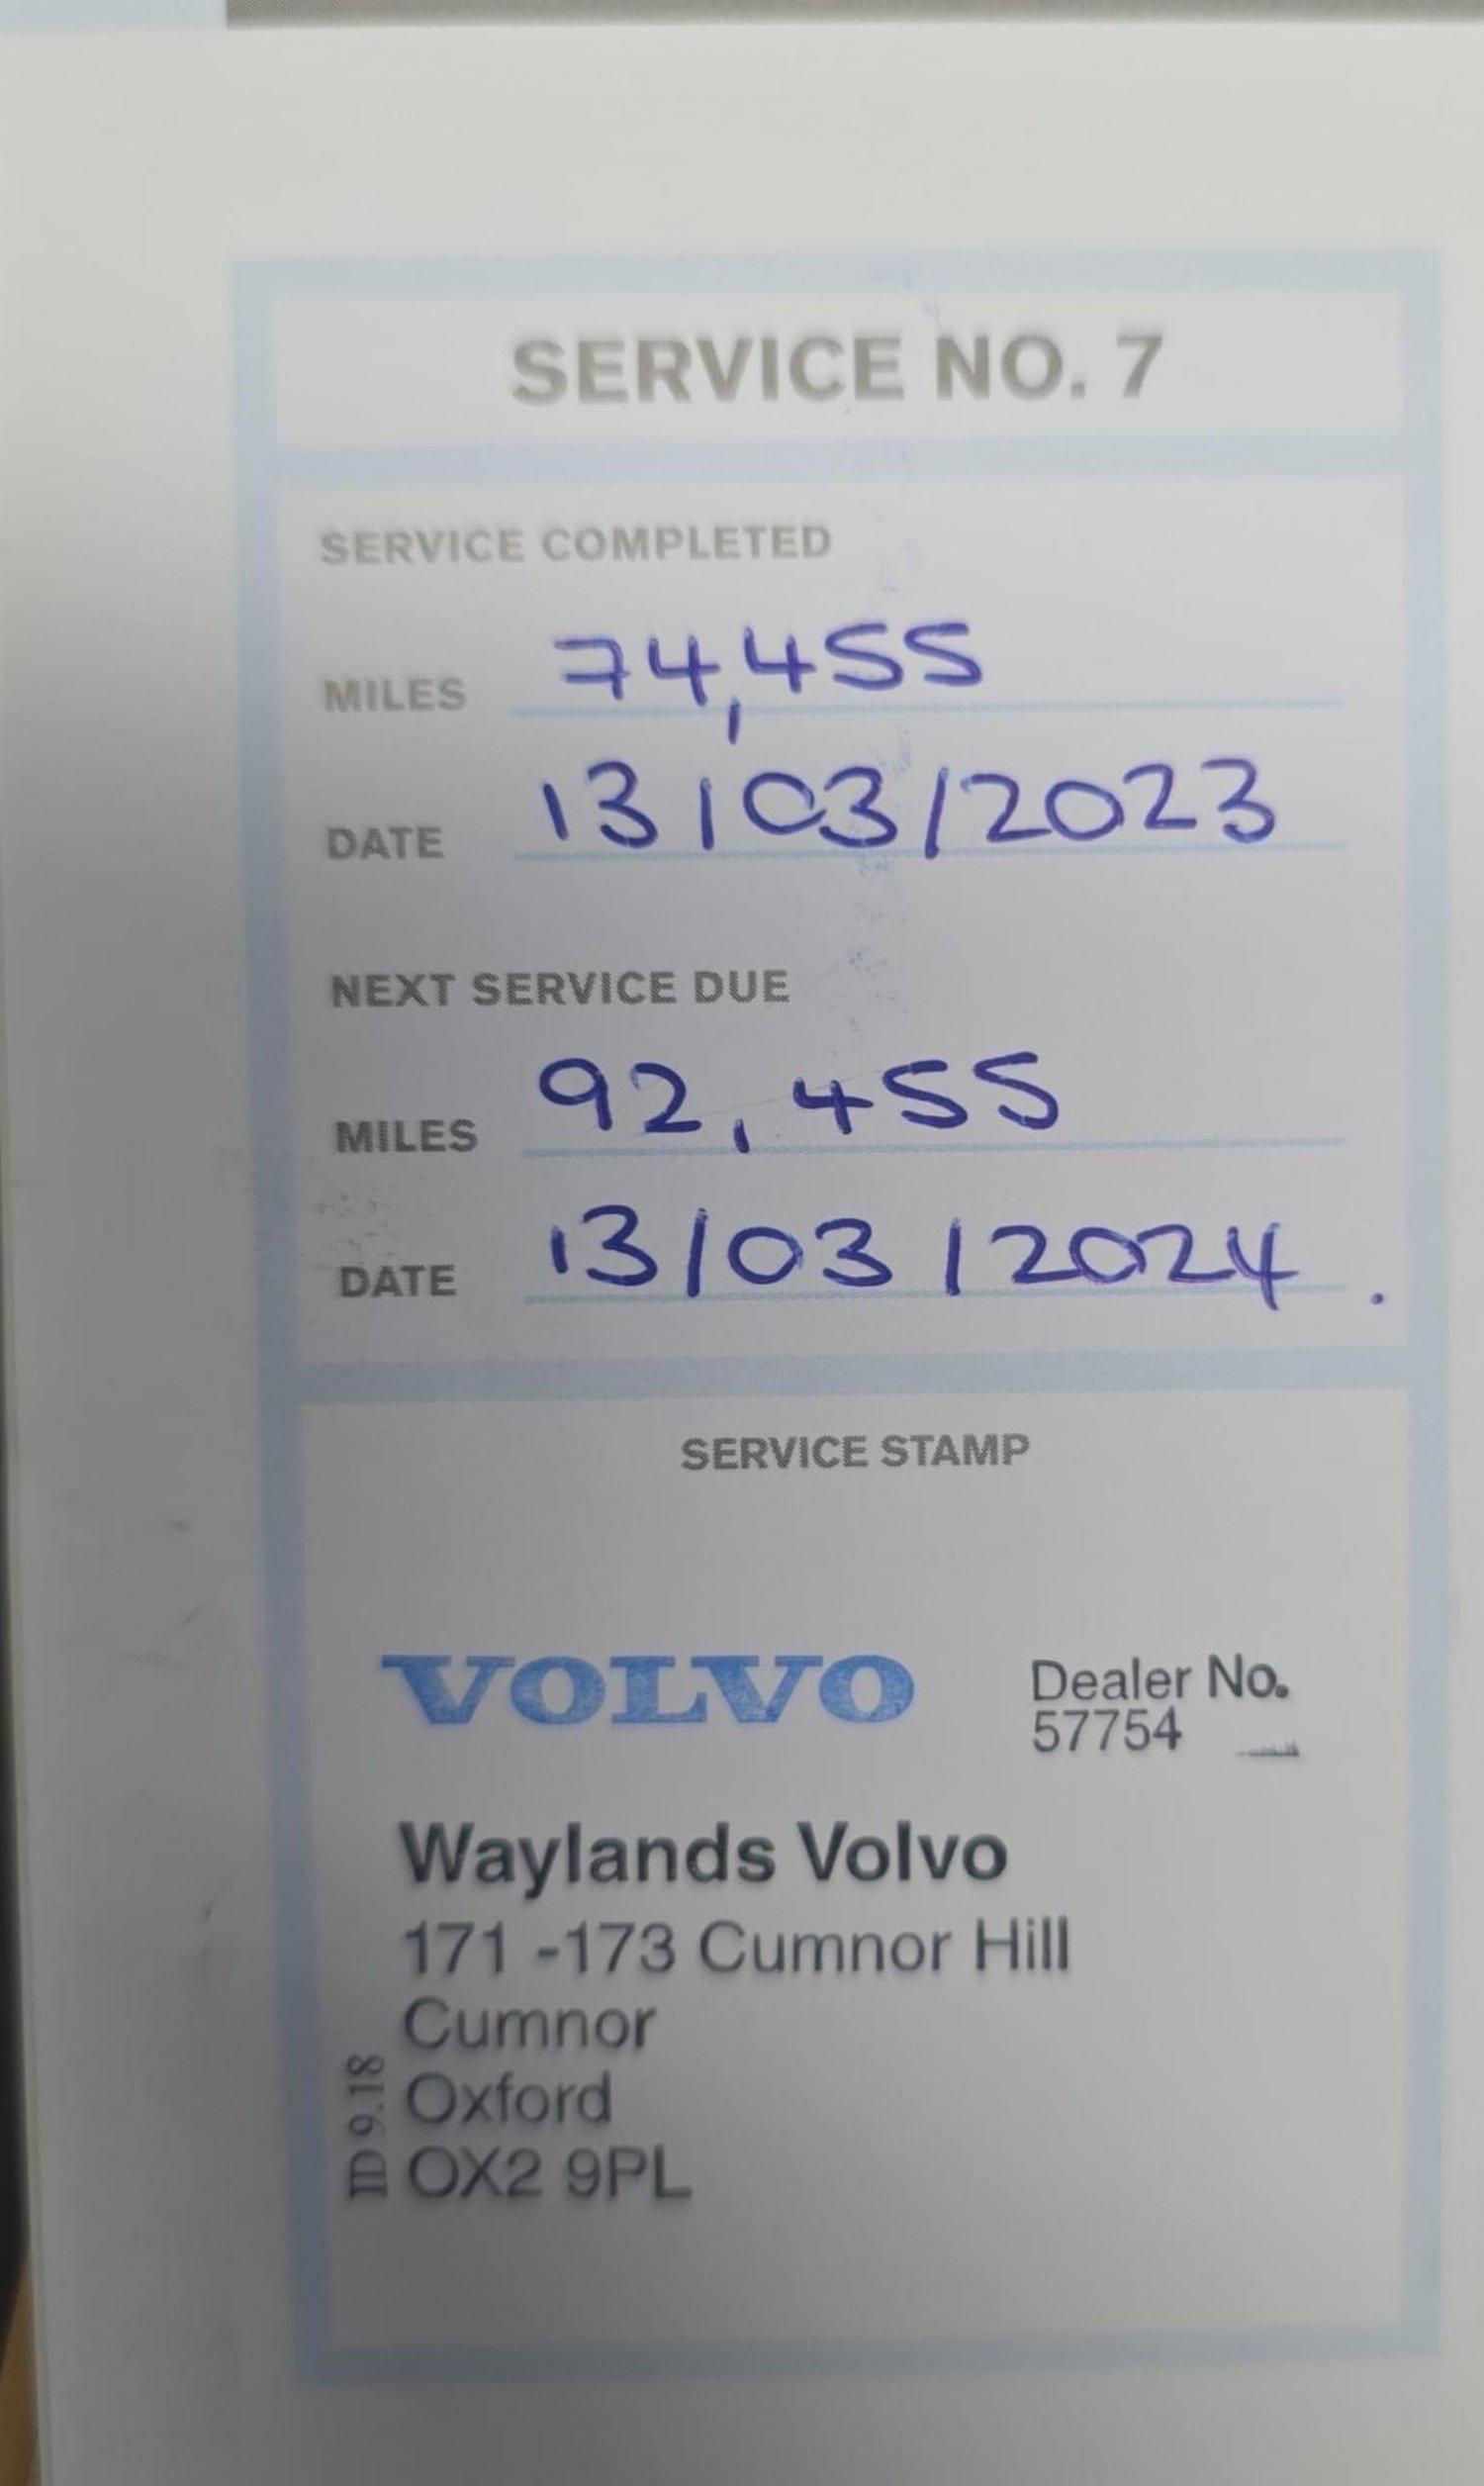 SERVICE NO. 7
SERVICE COMPLETED
MILES 74,455
DATE 13/03/2023
NEXT SERVICE DUE
MILES 92,455
DATE 13/03/2024.
SERVICE STAMP
VOLVO Dealer No.
57754
Waylands Volvo
171 -173 Cumnor Hill
Cumnor
Oxford
OX2 9PL
ID 9.18